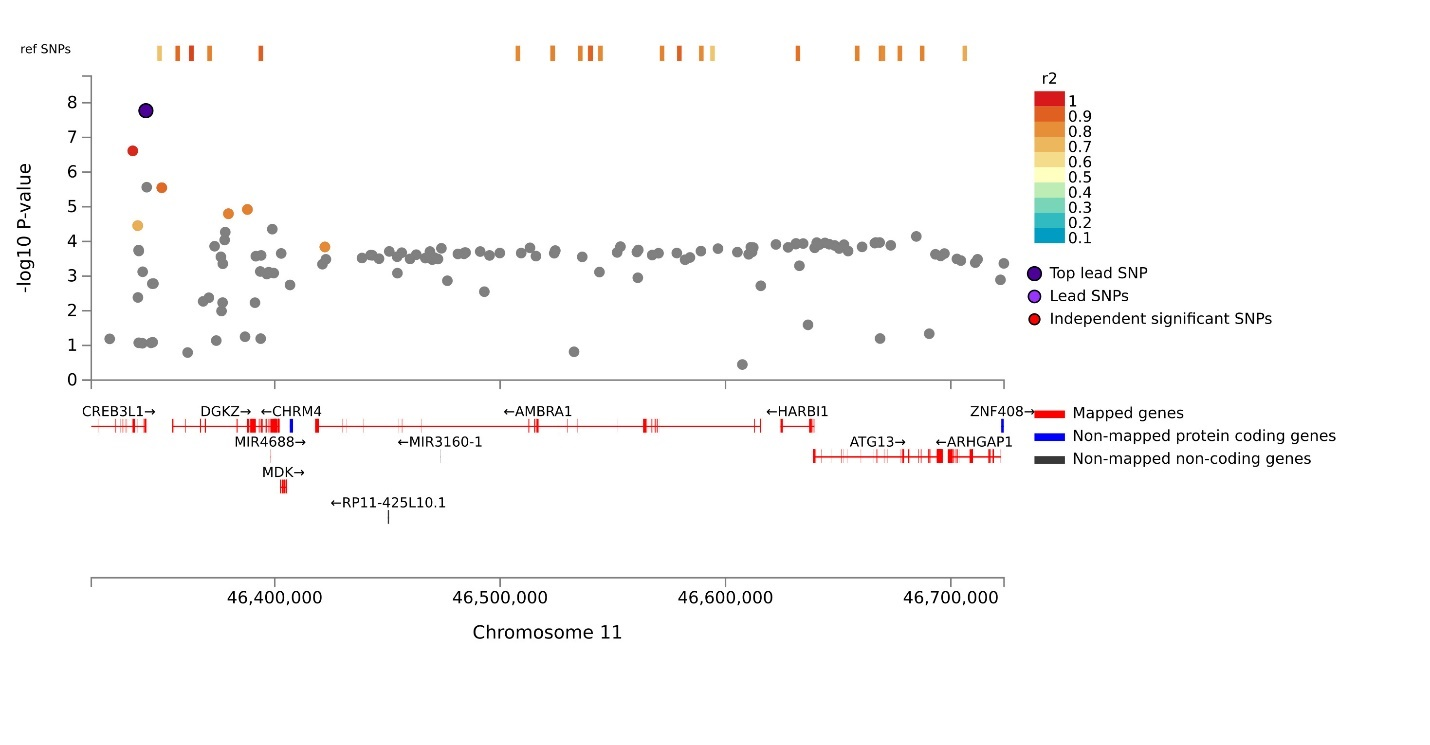 ref SNPs
r2
8
7
6
5
4
3
2
1
0
-log10 P-value
1
0.9
0.8
0.7
0.6
0.5
0.4
0.3
0.2
0.1
Top lead SNP
Lead SNPs
Independent significant SNPs
CREB3L1→ DGKZ→ ←CHRM4 ←AMBRA1 ←HARBI1 ZNF408→
MIR4688→ ←MIR3160-1 ATG13→ ←ARHGAP1
MDK→
←RP11-425L10.1
Mapped genes
Non-mapped protein coding genes
Non-mapped non-coding genes
46,400,000 46,500,000 46,600,000 46,700,000
Chromosome 11